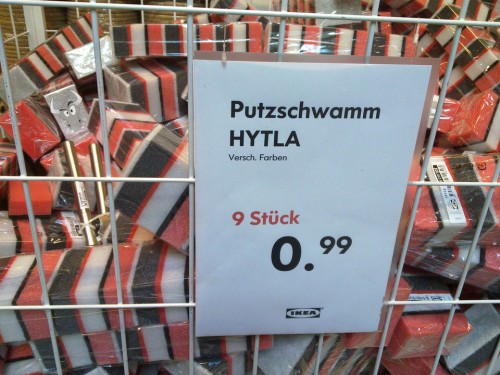 Putzschwamm
HYTLA
Versch. Farben
9 Stück
0.99
IKEA